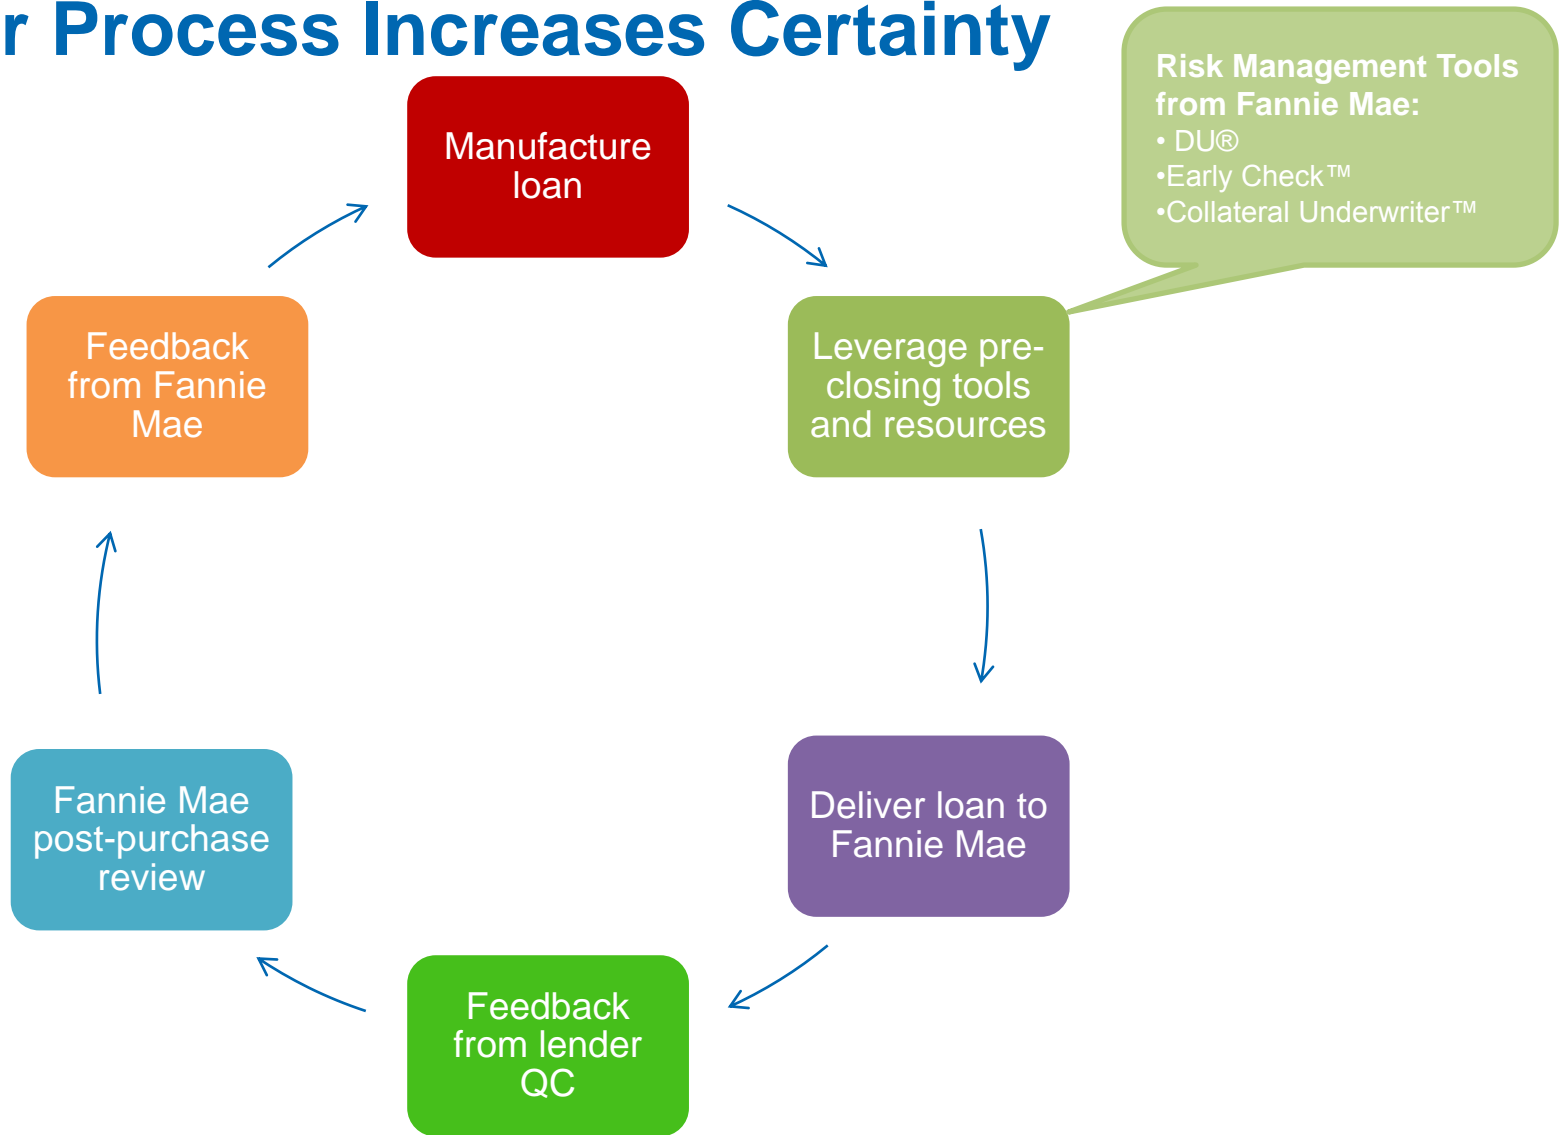 r Process Increases Certainty
Risk Management Tools
from Fannie Mae:
• DU®
•Early Check™
•Collateral Underwriter™
Manufacture
loan
Leverage pre-
closing tools
and resources
Deliver loan to
Fannie Mae
Feedback
from lender
QC
Fannie Mae
post-purchase
review
Feedback
from Fannie
Mae